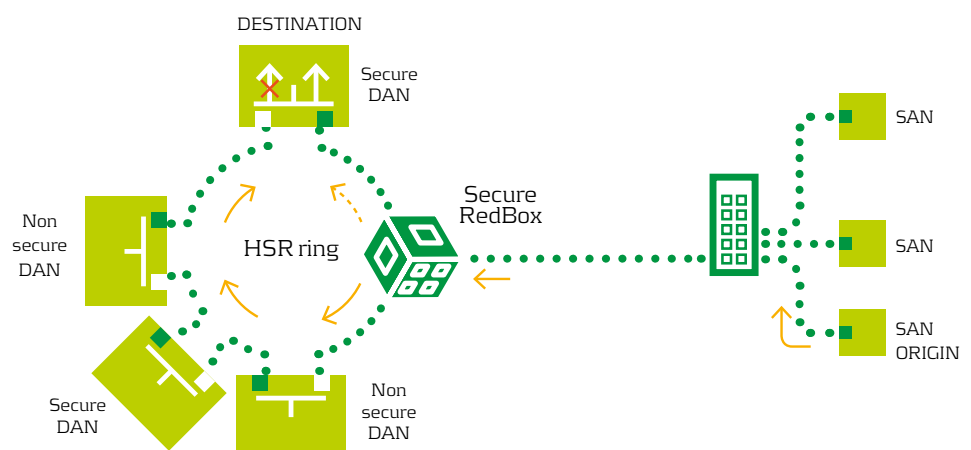 DESTINATION
Secure
DAN
SAN
Secure
RedBox
Non
secure
DAN
HSR ring
SAN
SAN
ORIGIN
Secure
DAN
Non
secure
DAN